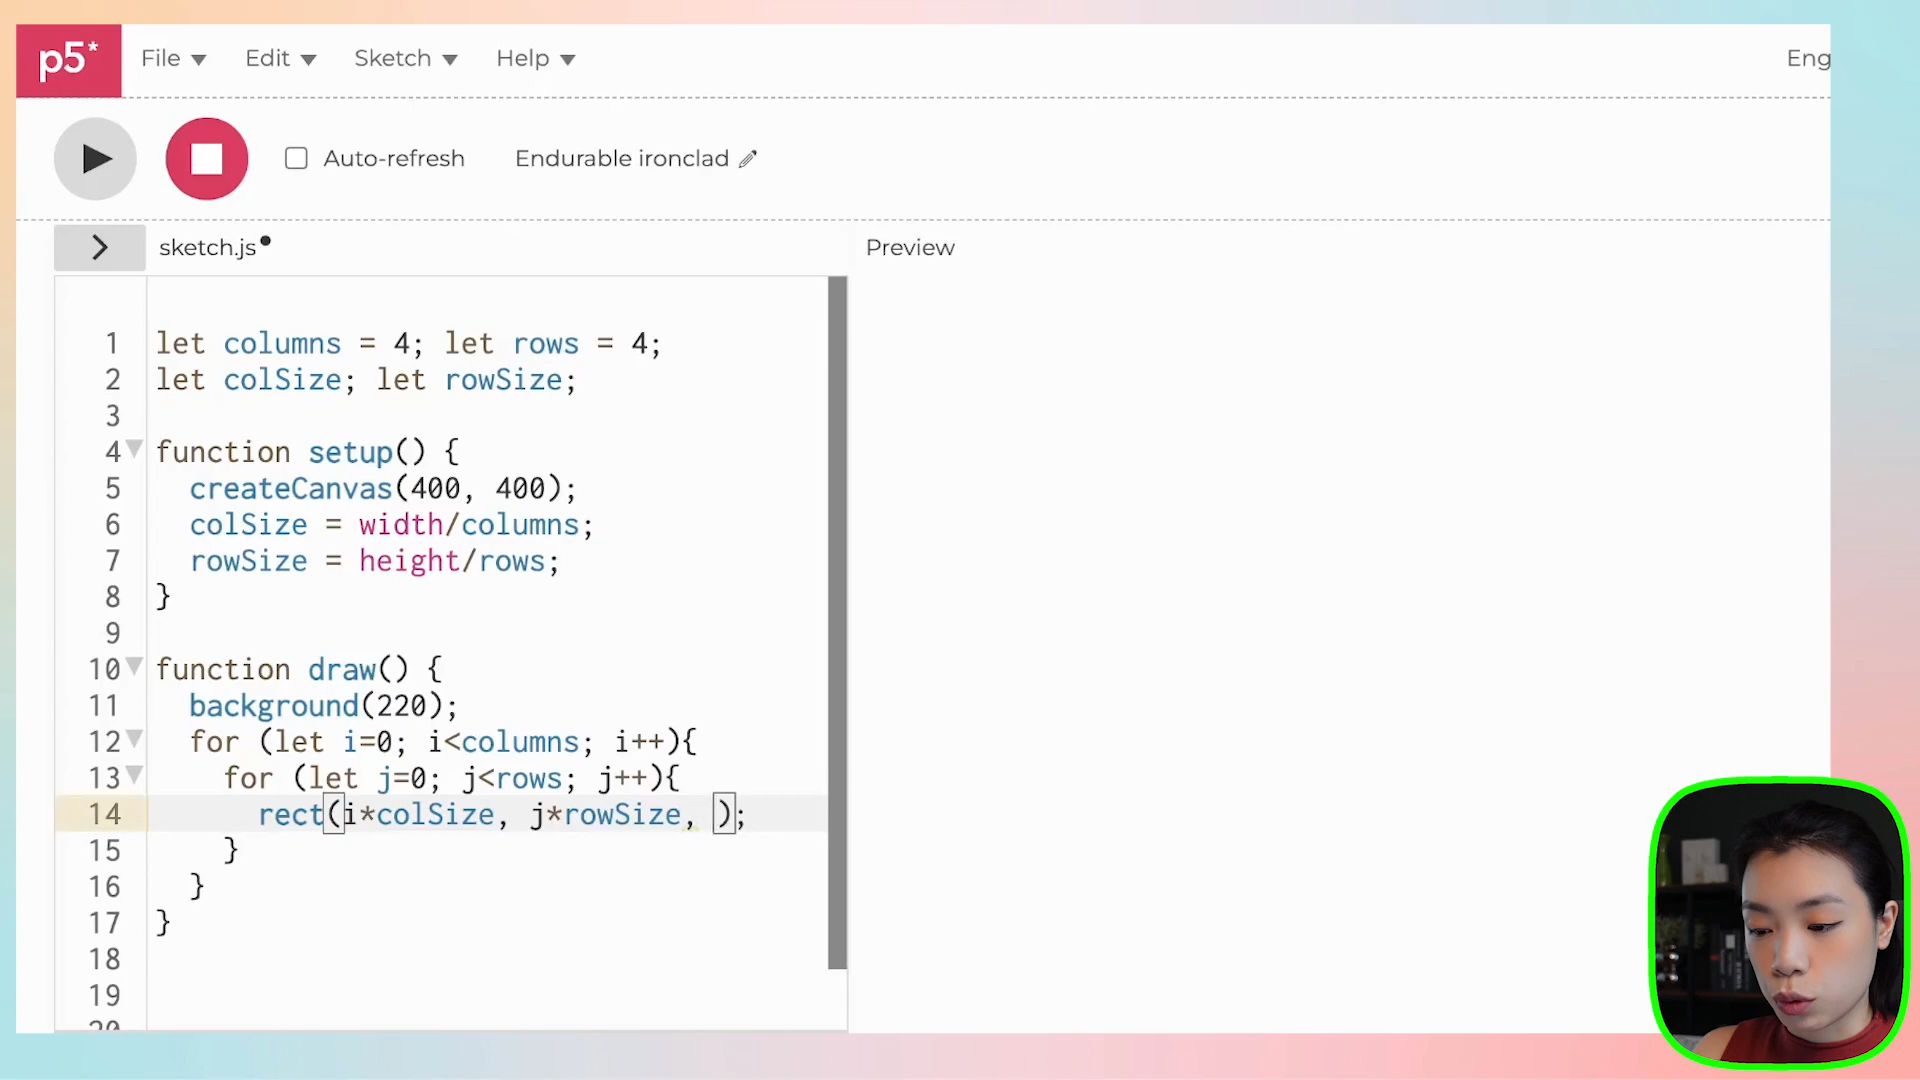 p5*
File
Edit
Sketch
Help
Eng
Auto-refresh
Endurable ironclad
sketch.js
Preview
1 let columns = 4; let rows = 4;
2 let colSize; let rowSize;
3
4 function setup() {
5 createCanvas(400, 400);
6 colSize = width/columns;
7 rowSize = height/rows;
8 }
9
10 function draw() {
11 background(220);
12 for (let i=0; i<columns; i++){
13 for (let j=0; j<rows; j++){
14 rect(i*colSize, j*rowSize, );
15 }
16 }
17 }
18
19
20